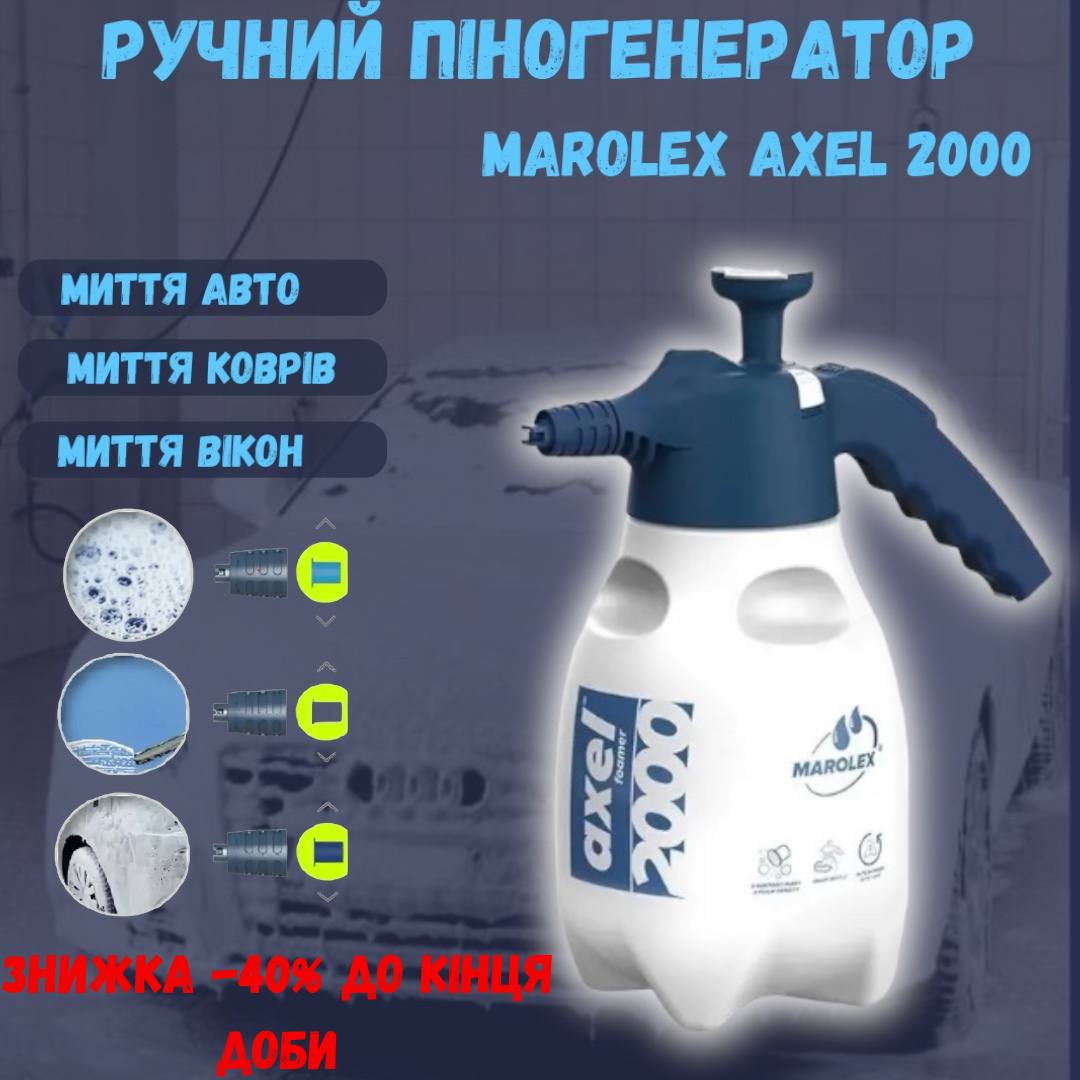 РУЧНИЙ ПІНОГЕНЕРАТОР
MAROLEX AXEL 2000
МИТТЯ АВТО
МИТТЯ КОВРІВ
МИТТЯ ВІКОН
axel
foamer
2000
MAROLEX®
ЗНИЖКА -40% ДО КІНЦЯ
ДОБИ